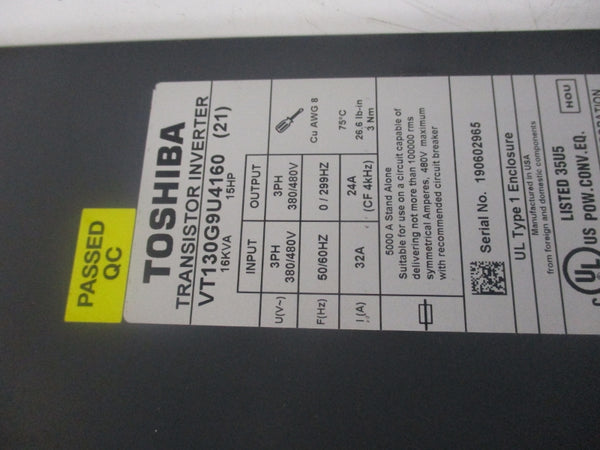 PASSED
QC
TOSHIBA
TRANSISTOR INVERTER
VT130G9U4160 (21)
16KVA 15HP
INPUT OUTPUT
U(V~) 3PH 380/480V 3PH 380/480V
F(Hz) 50/60HZ 0 / 299HZ
I (A) 32A 24A (CF 4kHz)
Cu AWG 8
75°C
26.6 lb-in
3 Nm
5000 A Stand Alone
Suitable for use on a circuit capable of
delivering not more than 100000 rms
symmetrical Amperes, 480V maximum
with recommended circuit breaker
Serial No. 190602965
UL Type 1 Enclosure
Manufactured in USA
from foreign and domestic components
HOU
UL
C US LISTED 35U5
POW.CONV.EQ.